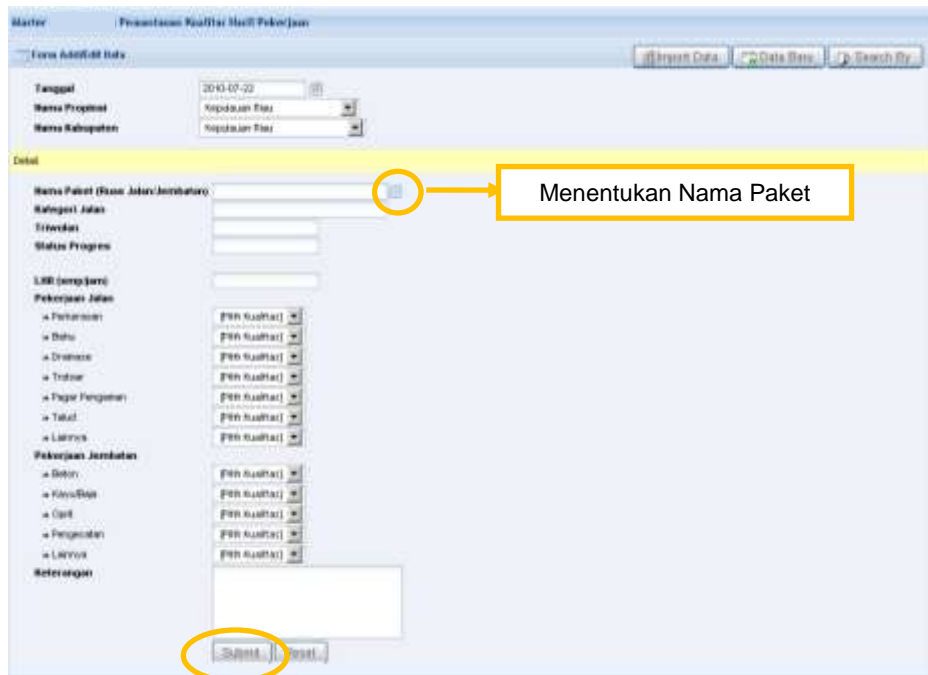 Master Pemantauan Kualitas Hasil Pekerjaan
Form Add/Edit Data Import Data Data Baru Search By
Tanggal 2010-07-22
Nama Propinsi Kepulauan Riau
Nama Kabupaten Kepulauan Riau
Detail
Nama Paket (Ruas Jalan/Jembatan) Menentukan Nama Paket
Kategori Jalan
Triwulan
Status Progres
LHR (smp/jam)
Pekerjaan Jalan
Perkerasan [Pilih Kualitas]
Bahu [Pilih Kualitas]
Drainase [Pilih Kualitas]
Trotoar [Pilih Kualitas]
Pagar Pengaman [Pilih Kualitas]
Talud [Pilih Kualitas]
Lainnya [Pilih Kualitas]
Pekerjaan Jembatan
Beton [Pilih Kualitas]
Kayu/Baja [Pilih Kualitas]
Oprit [Pilih Kualitas]
Pengecatan [Pilih Kualitas]
Lainnya [Pilih Kualitas]
Keterangan
Submit Reset